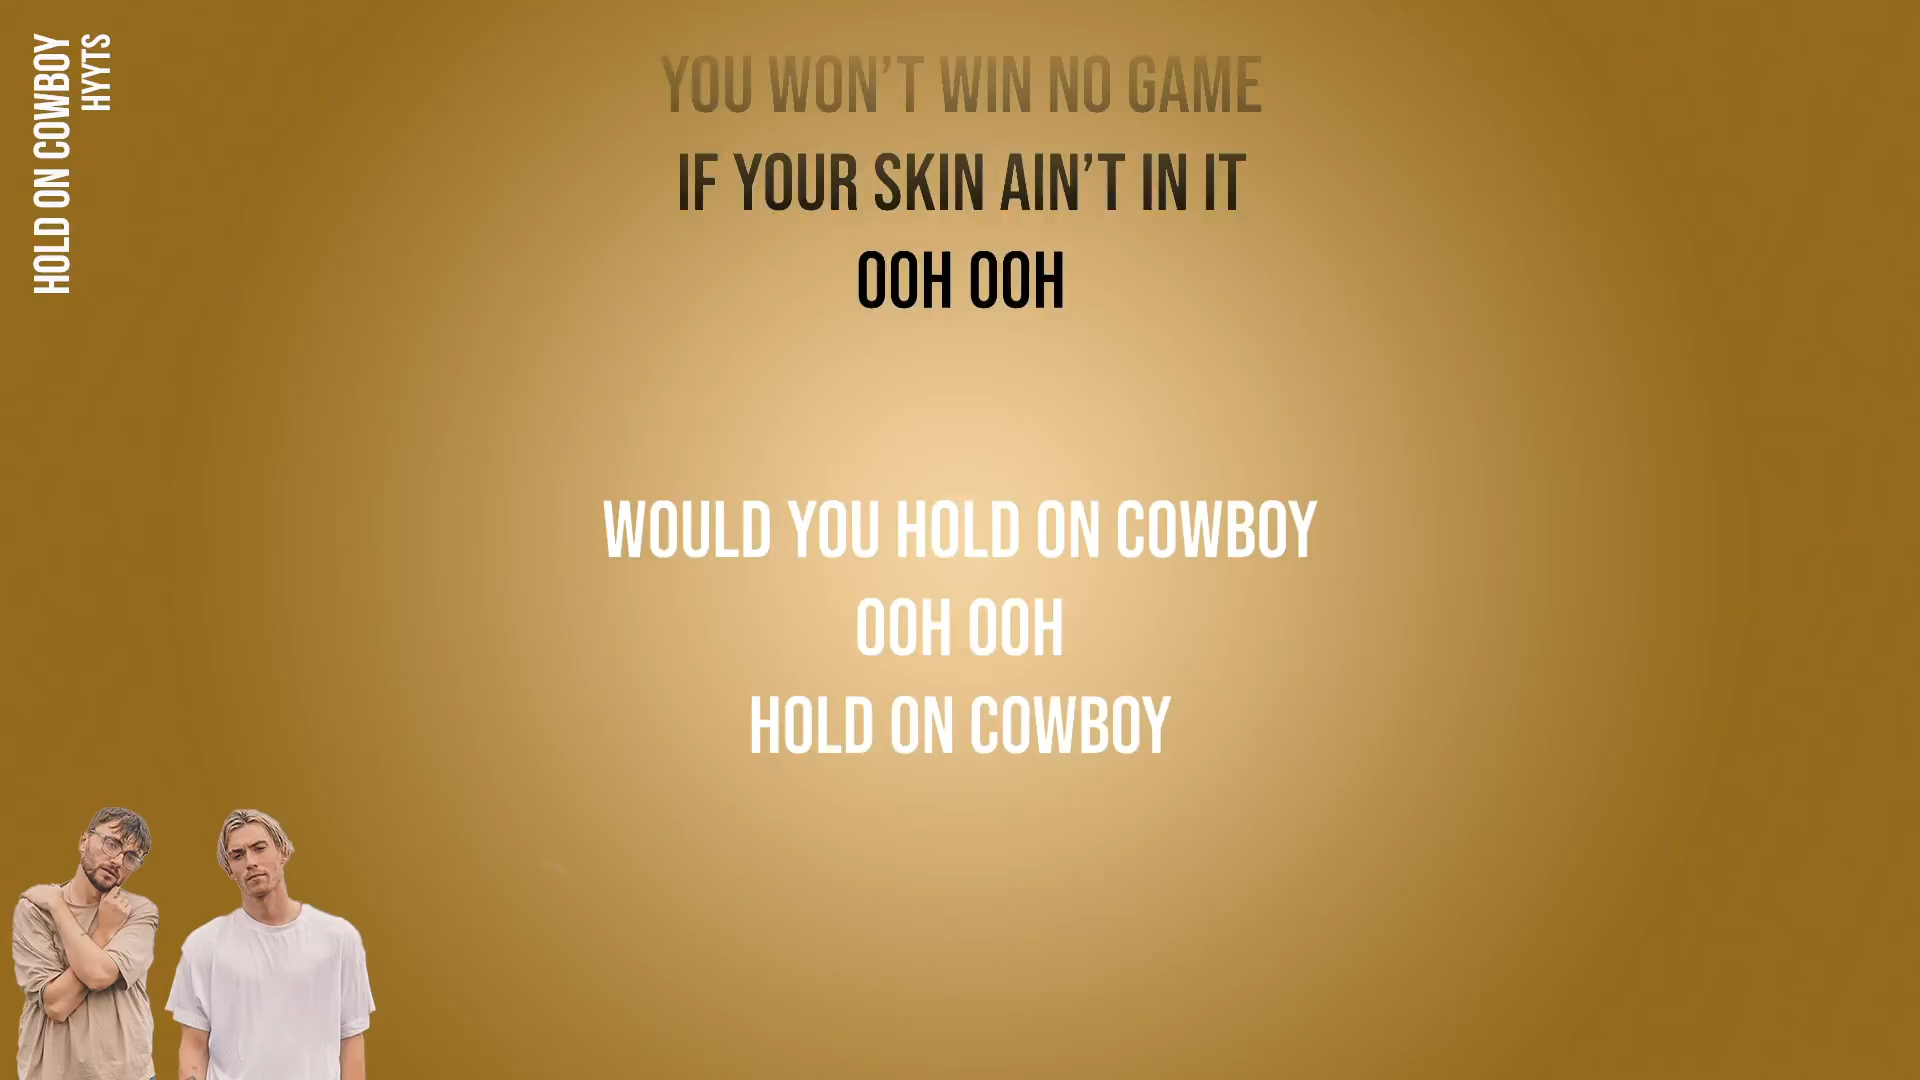 HOLD ON COWBOY
HYYTS
YOU WON’T WIN NO GAME
IF YOUR SKIN AIN’T IN IT
OOH OOH
WOULD YOU HOLD ON COWBOY
OOH OOH
HOLD ON COWBOY